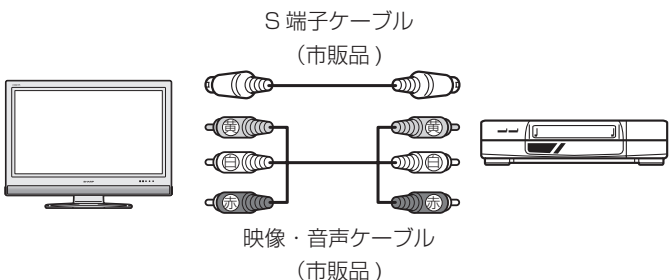 S 端子ケーブル
（市販品）
黄 黄
白 白
赤 赤
映像・音声ケーブル
（市販品）